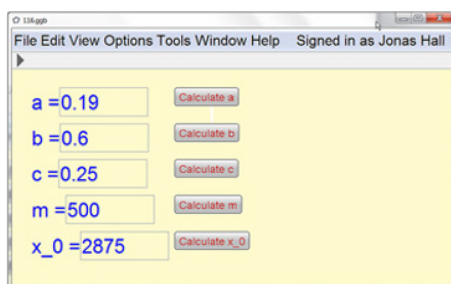 116.ggb
File Edit View Options Tools Window Help Signed in as Jonas Hall
a =0.19 Calculate a
b =0.6 Calculate b
c =0.25 Calculate c
m =500 Calculate m
x_0 =2875 Calculate x_0